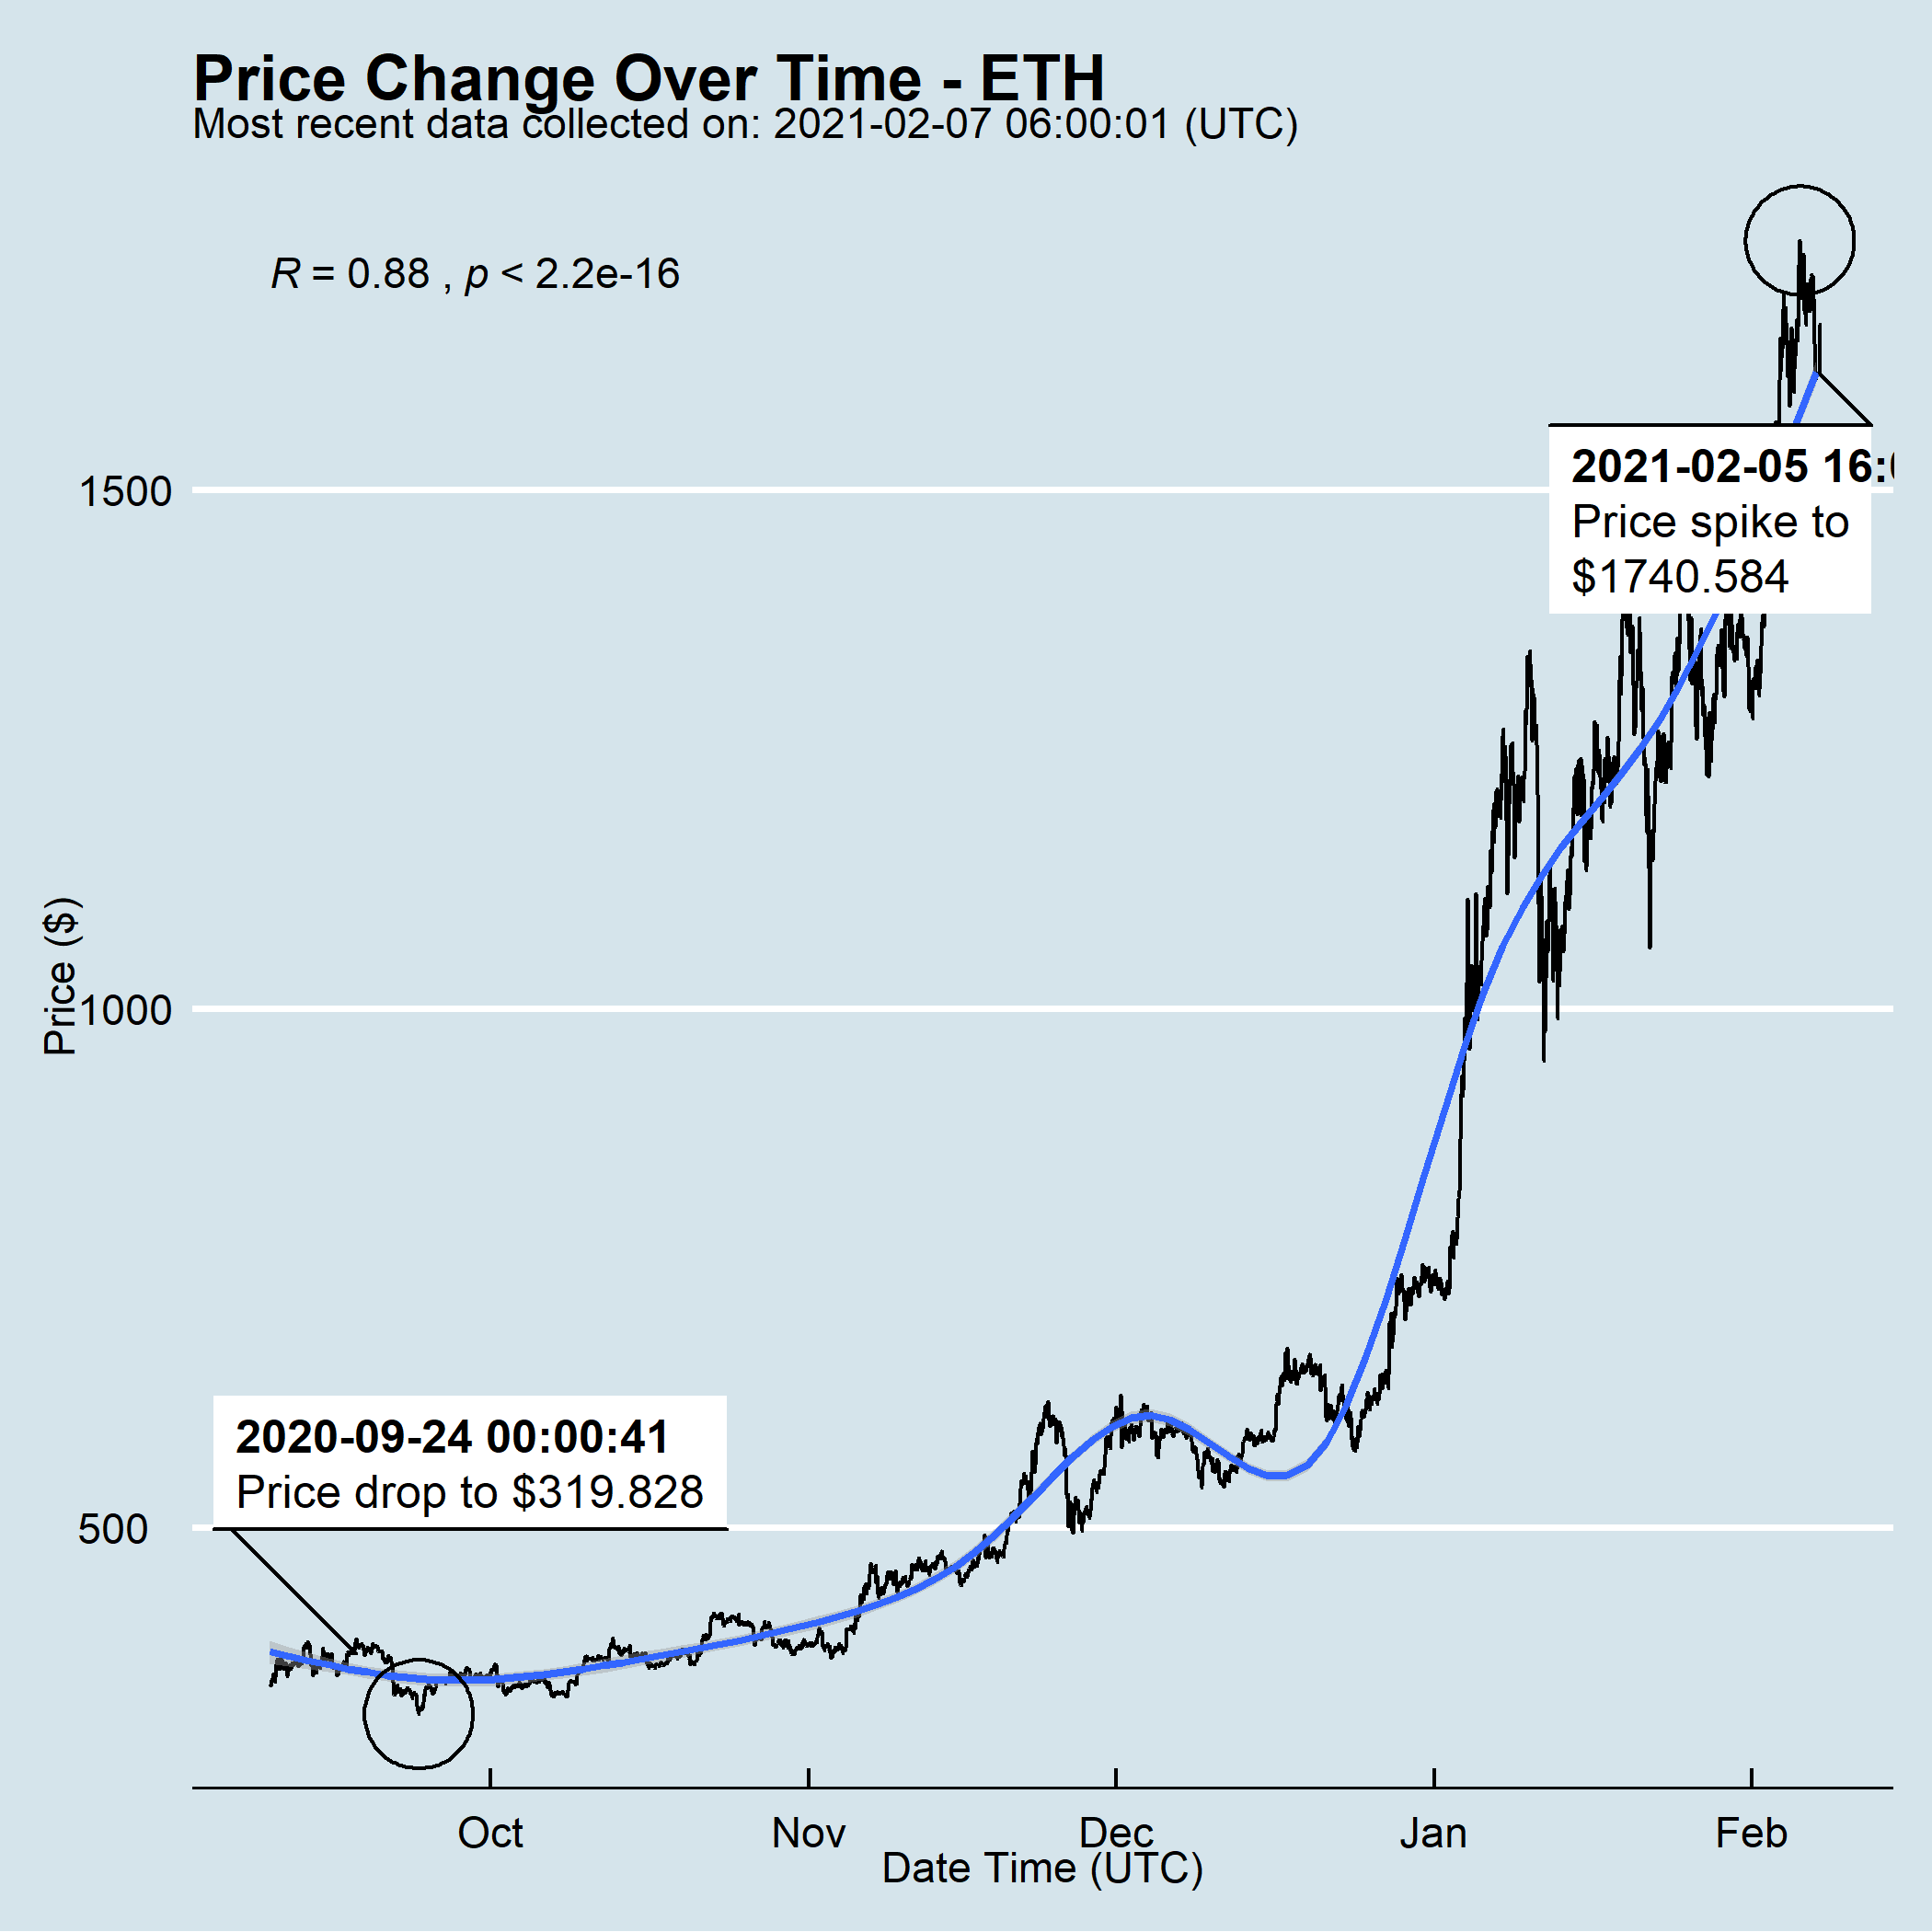 Price Change Over Time - ETH
Most recent data collected on: 2021-02-07 06:00:01 (UTC)
R = 0.88 , p < 2.2e-16
2021-02-05 16:
Price spike to
$1740.584
1500
1000
500
Price ($)
2020-09-24 00:00:41
Price drop to $319.828
Oct
Nov
Dec
Jan
Feb
Date Time (UTC)